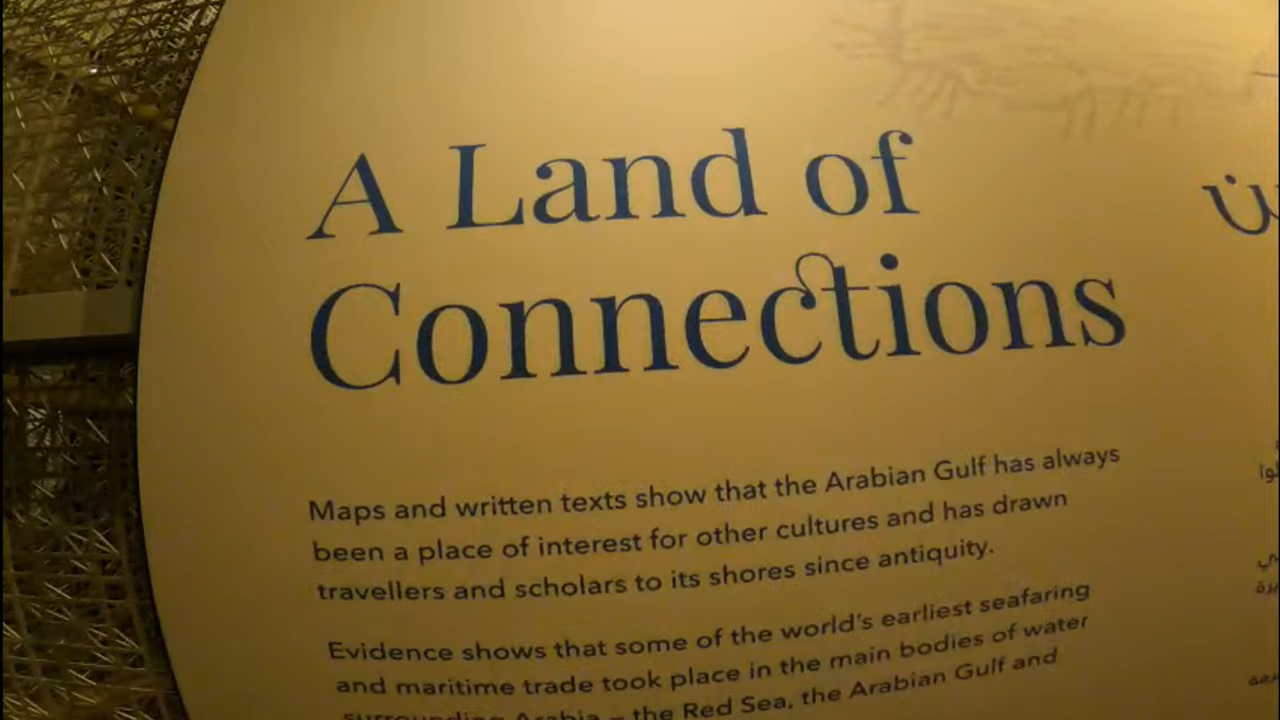 A Land of
Connections
Maps and written texts show that the Arabian Gulf has always
been a place of interest for other cultures and has drawn
travellers and scholars to its shores since antiquity.
Evidence shows that some of the world's earliest seafaring
and maritime trade took place in the main bodies of water
surrounding Arabia – the Red Sea, the Arabian Gulf and